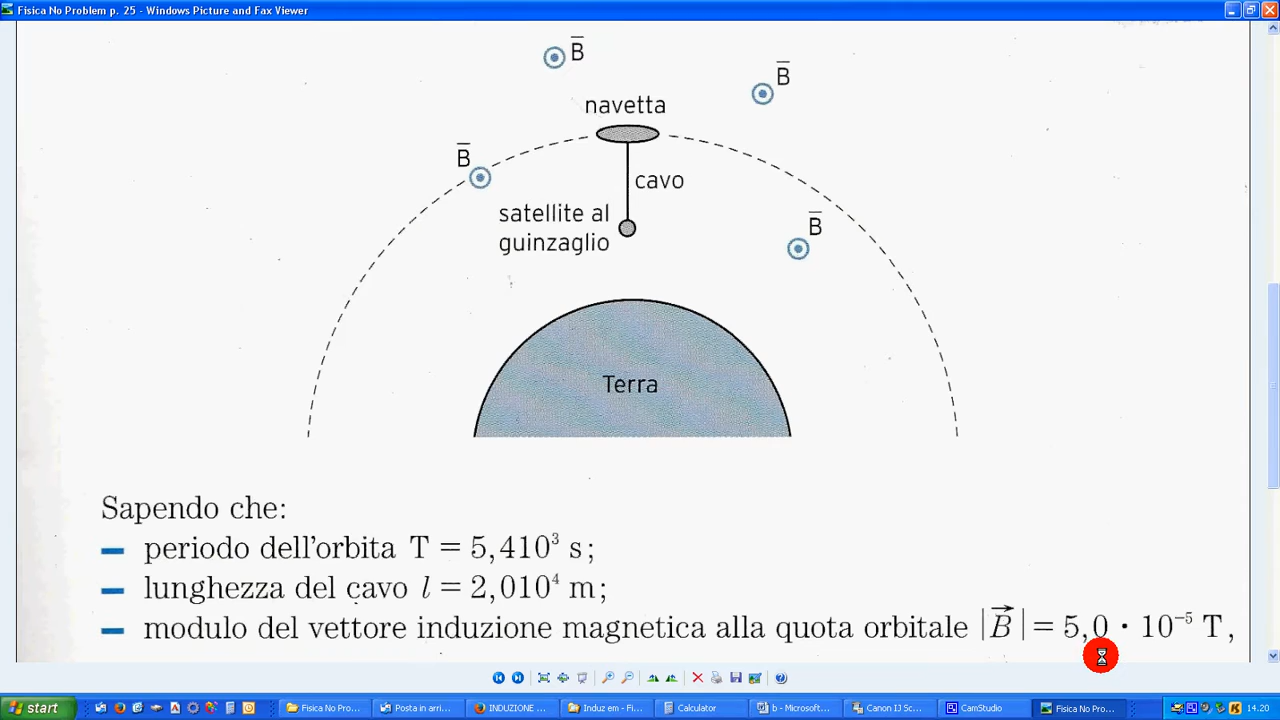 Fisica No Problem p. 25 - Windows Picture and Fax Viewer
B̅
B̅
navetta
B̅
cavo
satellite al
guinzaglio
B̅
Terra
Sapendo che:
periodo dell'orbita T = 5,410³ s;
lunghezza del cavo l = 2,010⁴ m;
modulo del vettore induzione magnetica alla quota orbitale |B⃗| = 5,0 · 10⁻⁵ T,
start
Fisica No Pro...
Posta in arri...
INDUZIONE ...
Induz em - Fi...
Calculator
b - Microsoft...
Canon IJ Sc...
CamStudio
Fisica No Pro...
14.20